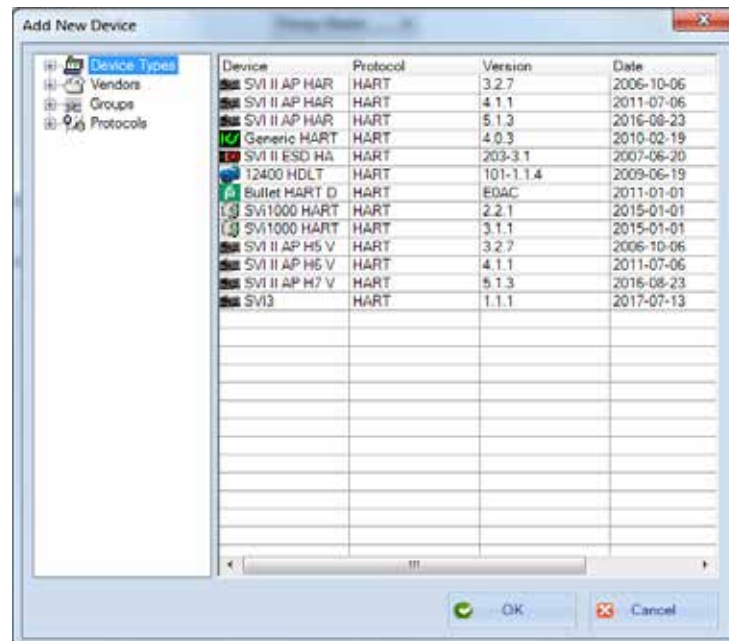 Add New Device
Device Types
Vendors
Groups
Protocols
Device Protocol Version Date
SVI II AP HAR HART 3.2.7 2006-10-06
SVI II AP HAR HART 4.1.1 2011-07-06
SVI II AP HAR HART 5.1.3 2016-08-23
Generic HART HART 4.0.3 2010-02-19
SVI II ESD HA HART 203-3.1 2007-06-20
12400 HDLT HART 101-1.1.4 2009-06-19
Bullet HART D HART E0AC 2011-01-01
SVi1000 HART HART 2.2.1 2015-01-01
SVi1000 HART HART 3.1.1 2015-01-01
SVI II AP H5 V HART 3.2.7 2006-10-06
SVI II AP H6 V HART 4.1.1 2011-07-06
SVI II AP H7 V HART 5.1.3 2016-08-23
SVI3 HART 1.1.1 2017-07-13
OK Cancel